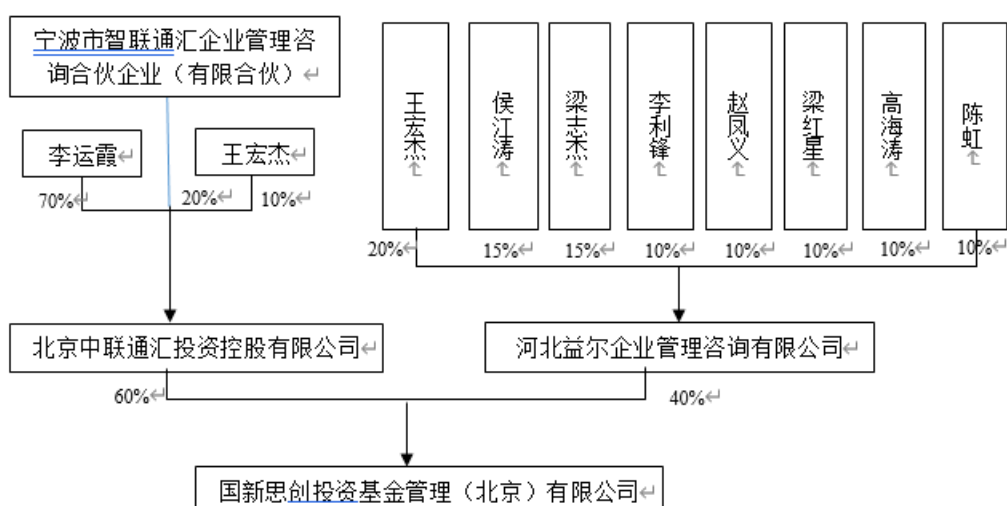 宁波市智联通汇企业管理咨
询合伙企业（有限合伙）
李运霞
王宏杰
70%
20%
10%
王宏杰
侯江涛
梁志杰
李利锋
赵凤义
梁红星
高海涛
陈虹
20%
15%
15%
10%
10%
10%
10%
10%
北京中联通汇投资控股有限公司
河北益尔企业管理咨询有限公司
60%
40%
国新思创投资基金管理（北京）有限公司